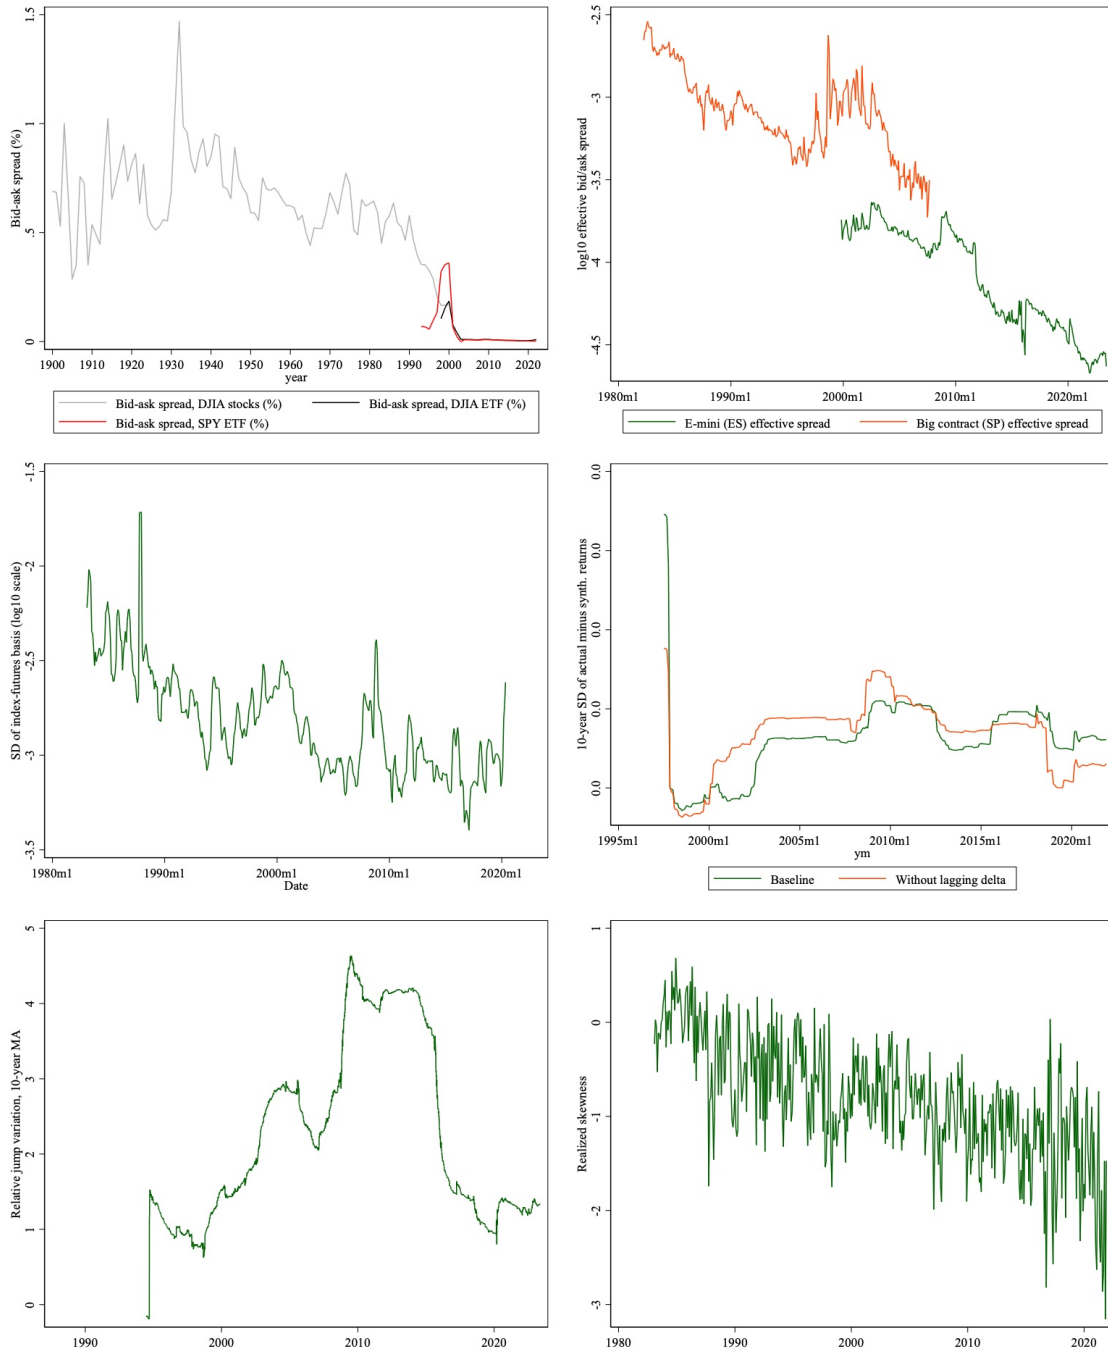 Bid-ask spread (%)
1.5
1
.5
0
1900 1910 1920 1930 1940 1950 1960 1970 1980 1990 2000 2010 2020
year
Bid-ask spread, DJIA stocks (%) Bid-ask spread, DJIA ETF (%)
Bid-ask spread, SPY ETF (%)
log10 effective bid/ask spread
-2.5
-3
-3.5
-4
-4.5
1980m1 1990m1 2000m1 2010m1 2020m1
E-mini (ES) effective spread Big contract (SP) effective spread
SD of index-futures basis (log10 scale)
-1.5
-2
-2.5
-3
-3.5
1980m1 1990m1 2000m1 2010m1 2020m1
Date
10-year SD of actual minus synth. returns
0.0
0.0
0.0
0.0
0.0
1995m1 2000m1 2005m1 2010m1 2015m1 2020m1
ym
Baseline Without lagging delta
Relative jump variation, 10-year MA
5
4
3
2
1
0
1990 2000 2010 2020
Realized skewness
1
0
-1
-2
-3
1980 1990 2000 2010 2020